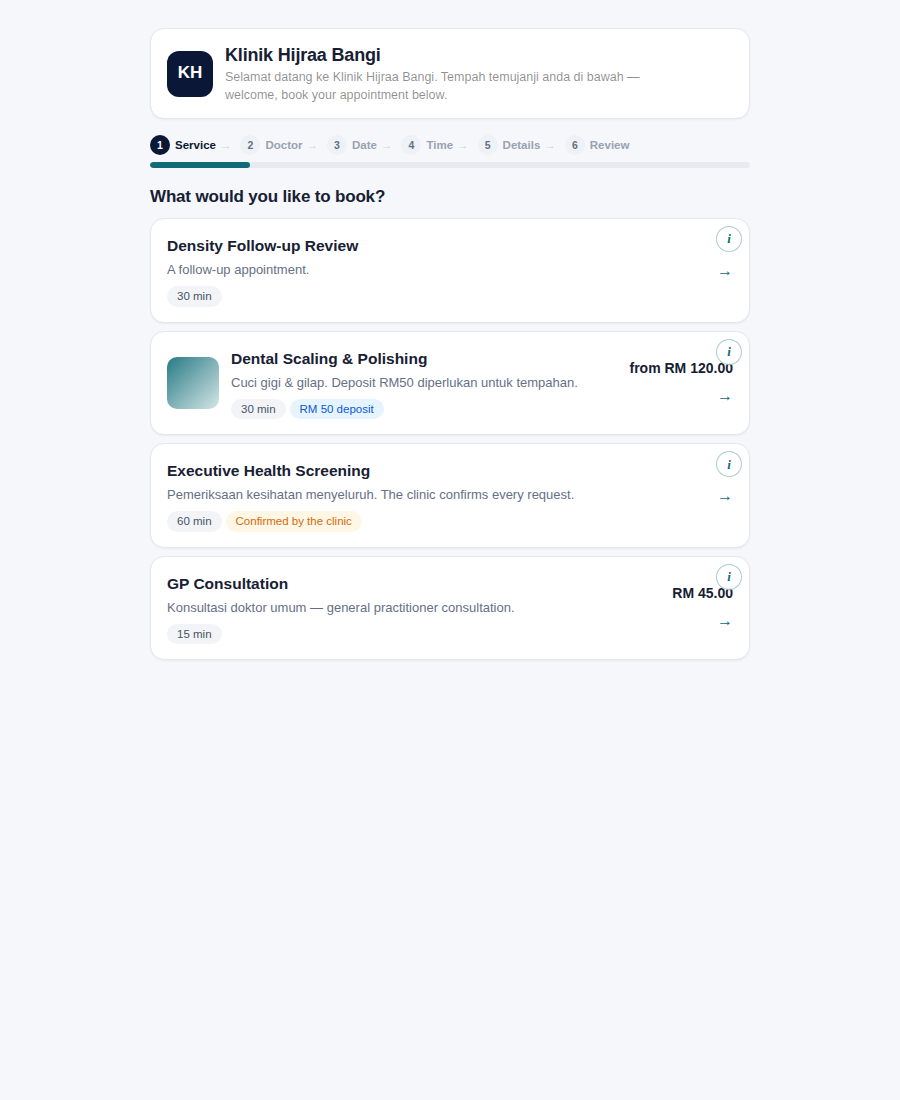 KH
Klinik Hijraa Bangi
Selamat datang ke Klinik Hijraa Bangi. Tempah temujanji anda di bawah —
welcome, book your appointment below.
1 Service → 2 Doctor → 3 Date → 4 Time → 5 Details → 6 Review
What would you like to book?
Density Follow-up Review
i
A follow-up appointment.
→
30 min
Dental Scaling & Polishing
i
from RM 120.00
Cuci gigi & gilap. Deposit RM50 diperlukan untuk tempahan.
→
30 min RM 50 deposit
Executive Health Screening
i
Pemeriksaan kesihatan menyeluruh. The clinic confirms every request.
→
60 min Confirmed by the clinic
GP Consultation
i
RM 45.00
Konsultasi doktor umum — general practitioner consultation.
→
15 min